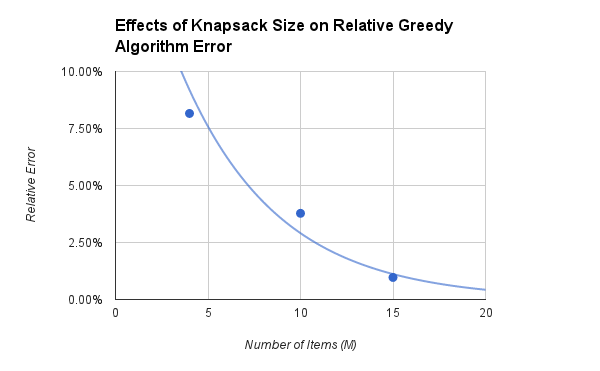 Effects of Knapsack Size on Relative Greedy
Algorithm Error
10.00%
7.50%
5.00%
2.50%
0.00%
Relative Error
0 5 10 15 20
Number of Items (M)